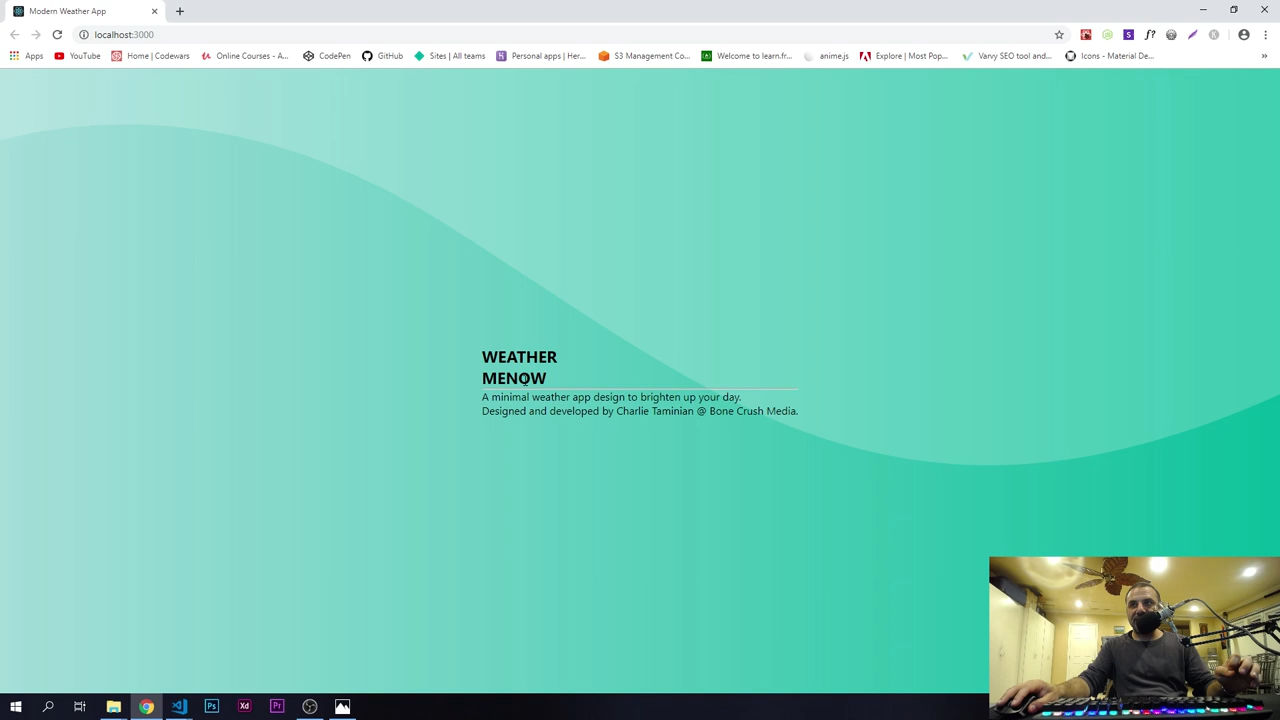 Modern Weather App
localhost:3000
Apps
YouTube
Home | Codewars
Online Courses - A...
CodePen
GitHub
Sites | All teams
Personal apps | Her...
S3 Management Co...
Welcome to learn.fr...
anime.js
Explore | Most Pop...
Varvy SEO tool and...
Icons - Material De...
WEATHER
MENOW
A minimal weather app design to brighten up your day.
Designed and developed by Charlie Taminian @ Bone Crush Media.